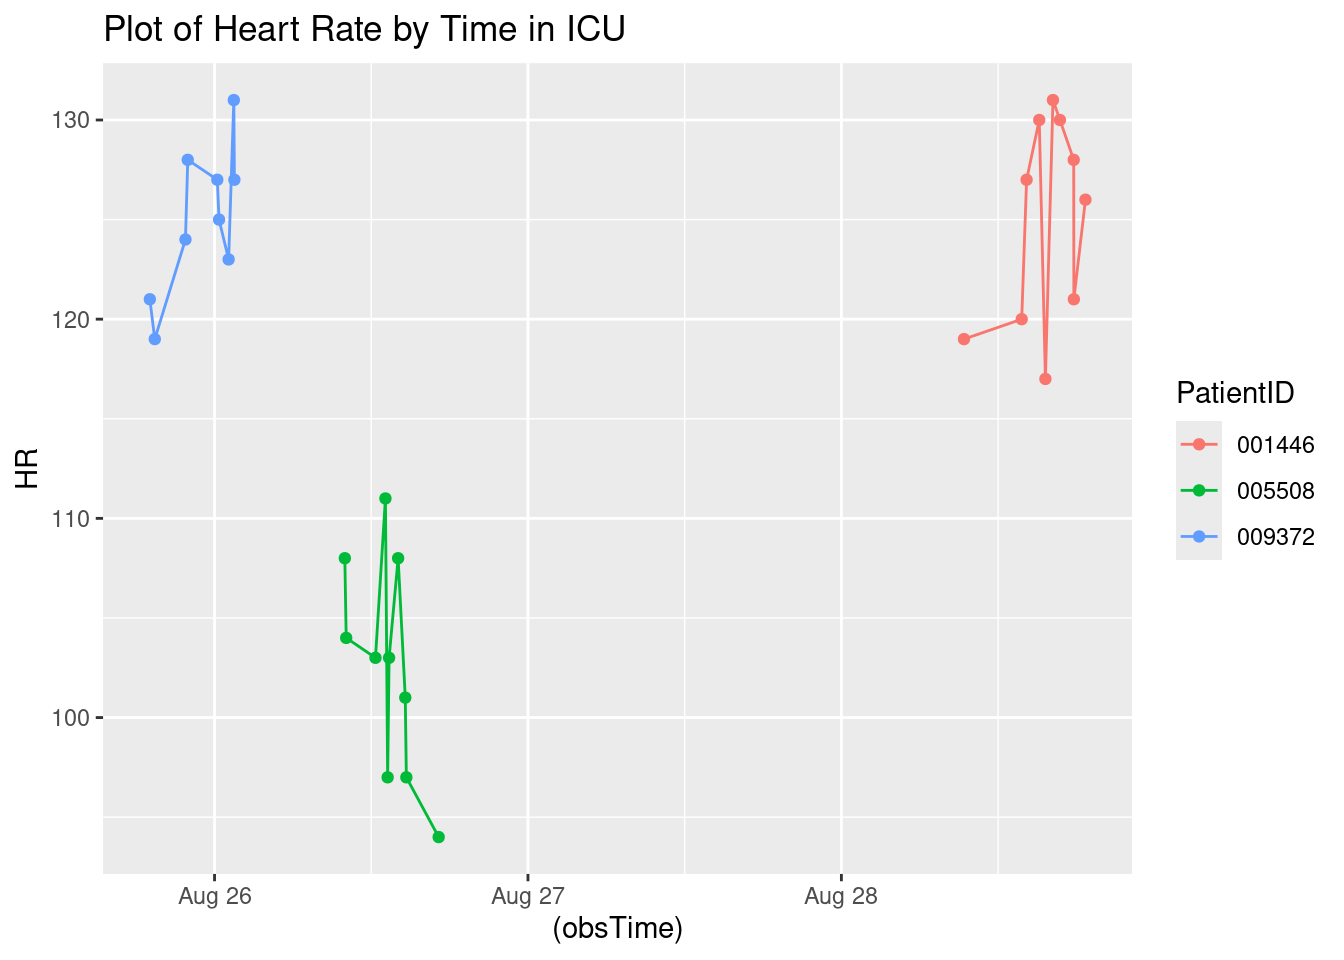 Plot of Heart Rate by Time in ICU
130
120
110
100
HR
Aug 26
Aug 27
Aug 28
(obsTime)
PatientID
001446
005508
009372